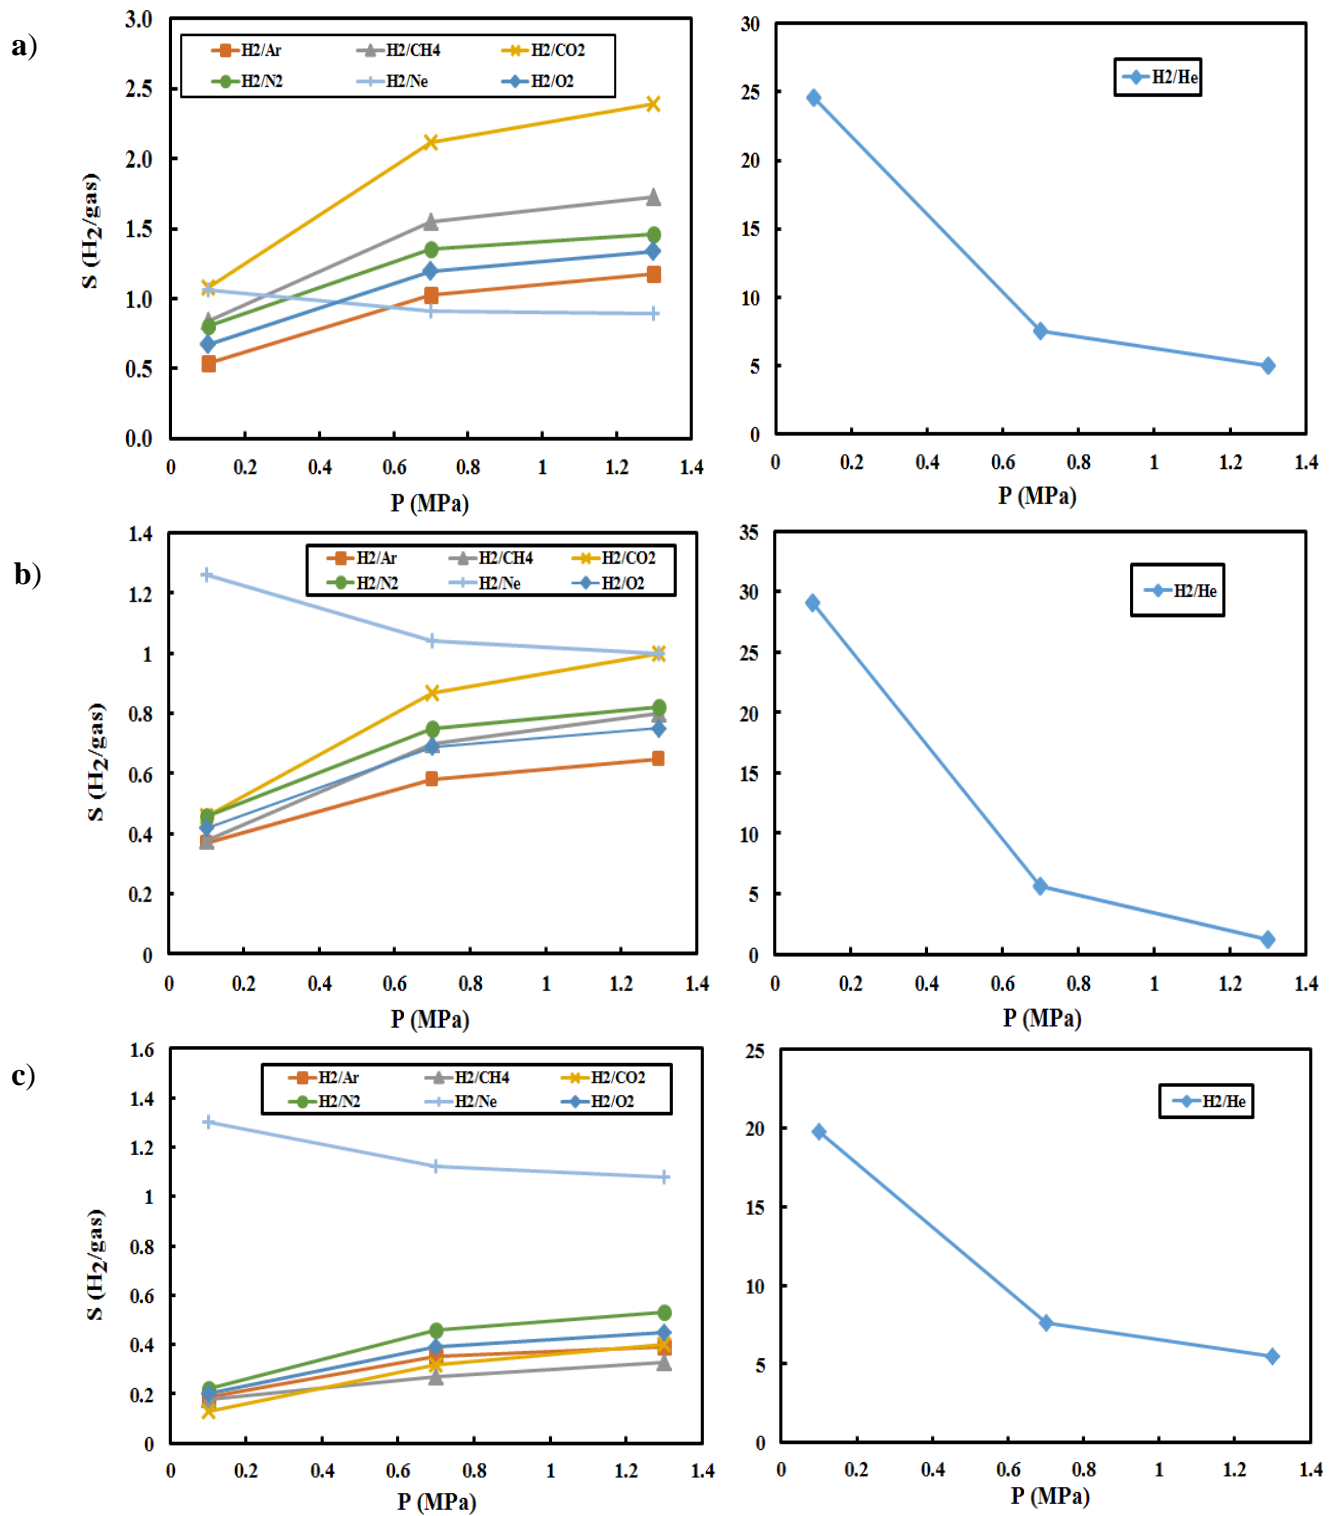 a)
3.0
2.5
2.0
1.5
1.0
0.5
0.0
S (H2/gas)
H2/Ar H2/CH4 H2/CO2
H2/N2 H2/Ne H2/O2
0 0.2 0.4 0.6 0.8 1 1.2 1.4
P (MPa)
30
25
20
15
10
5
0
H2/He
0 0.2 0.4 0.6 0.8 1 1.2 1.4
P (MPa)
b)
1.4
1.2
1
0.8
0.6
0.4
0.2
0
S (H2/gas)
H2/Ar H2/CH4 H2/CO2
H2/N2 H2/Ne H2/O2
0 0.2 0.4 0.6 0.8 1 1.2 1.4
P (MPa)
35
30
25
20
15
10
5
0
H2/He
0 0.2 0.4 0.6 0.8 1 1.2 1.4
P (MPa)
c)
1.6
1.4
1.2
1
0.8
0.6
0.4
0.2
0
S (H2/gas)
H2/Ar H2/CH4 H2/CO2
H2/N2 H2/Ne H2/O2
0 0.2 0.4 0.6 0.8 1 1.2 1.4
P (MPa)
25
20
15
10
5
0
H2/He
0 0.2 0.4 0.6 0.8 1 1.2 1.4
P (MPa)